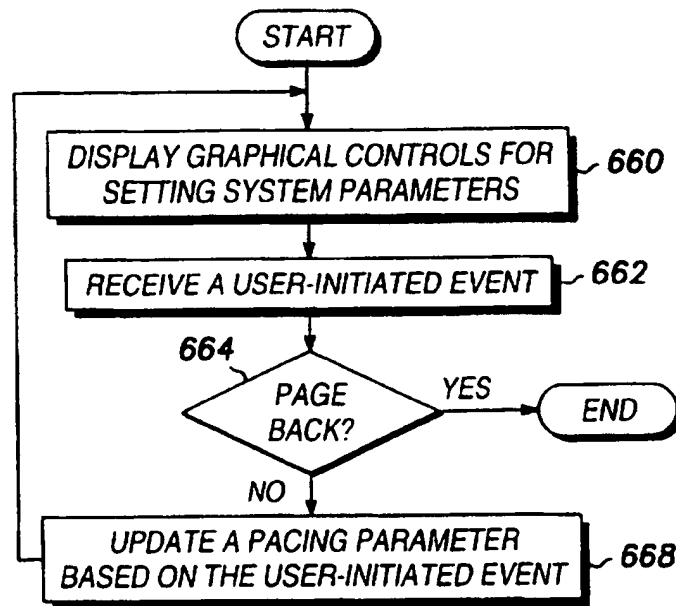 START
DISPLAY GRAPHICAL CONTROLS FOR
SETTING SYSTEM PARAMETERS
660
RECEIVE A USER-INITIATED EVENT
662
664
PAGE
BACK?
YES
END
NO
UPDATE A PACING PARAMETER
BASED ON THE USER-INITIATED EVENT
668